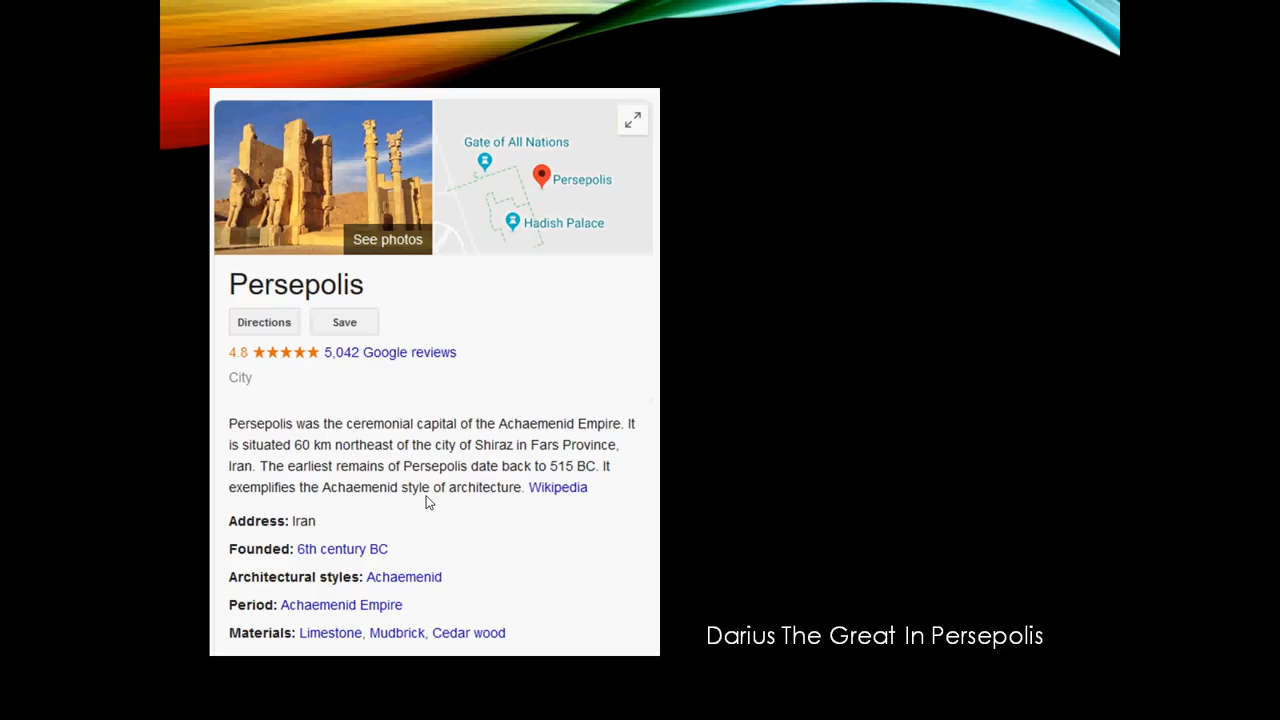 Gate of All Nations
Persepolis
Hadish Palace
See photos
Persepolis
Directions Save
4.8 ★★★★★ 5,042 Google reviews
City
Persepolis was the ceremonial capital of the Achaemenid Empire. It
is situated 60 km northeast of the city of Shiraz in Fars Province,
Iran. The earliest remains of Persepolis date back to 515 BC. It
exemplifies the Achaemenid style of architecture. Wikipedia
Address: Iran
Founded: 6th century BC
Architectural styles: Achaemenid
Period: Achaemenid Empire
Materials: Limestone, Mudbrick, Cedar wood
Darius The Great In Persepolis